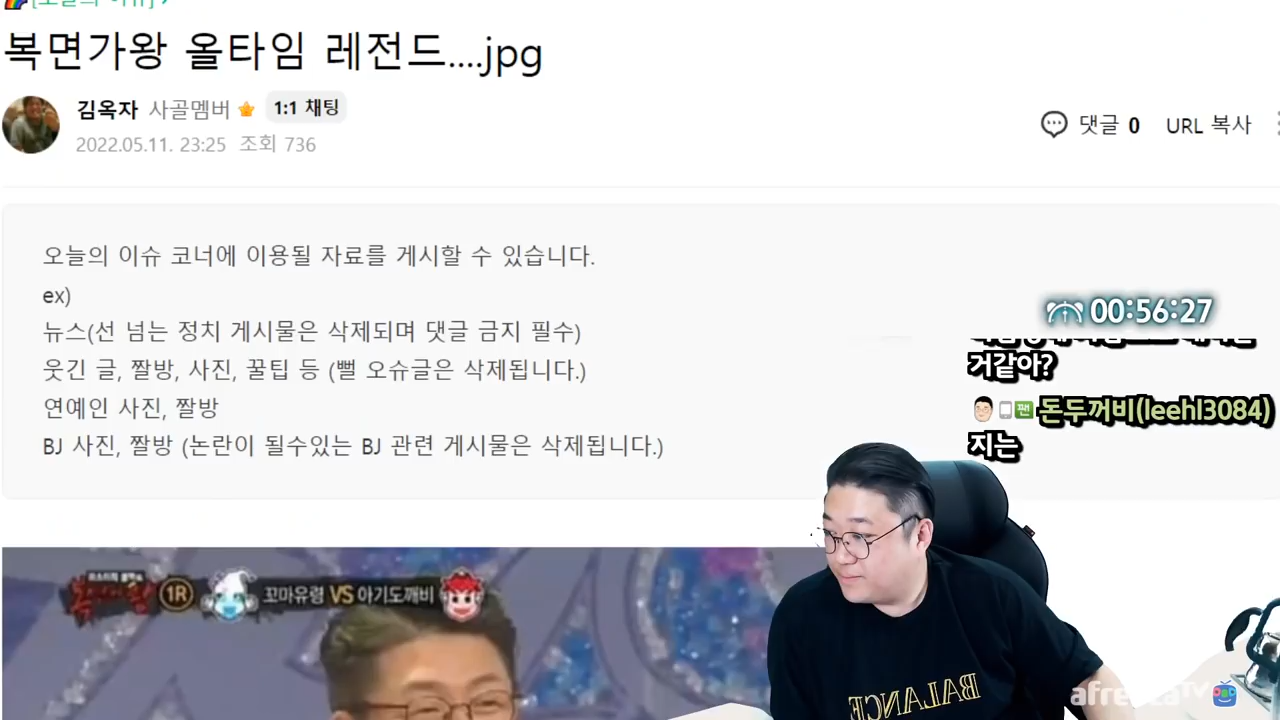 복면가왕 올타임 레전드....jpg
김옥자 사골멤버 1:1 채팅
2022.05.11. 23:25 조회 736
댓글 0 URL 복사
오늘의 이슈 코너에 이용될 자료를 게시할 수 있습니다.
ex)
뉴스(선 넘는 정치 게시물은 삭제되며 댓글 금지 필수)
웃긴 글, 짤방, 사진, 꿀팁 등 (뻘 오슈글은 삭제됩니다.)
연예인 사진, 짤방
BJ 사진, 짤방 (논란이 될수있는 BJ 관련 게시물은 삭제됩니다.)
00:56:27
거같아?
팬 돈두꺼비(leehl3084)
지는
복면가왕 1R 꼬마유령 VS 아기도깨비
BALANCE
afreecaTV